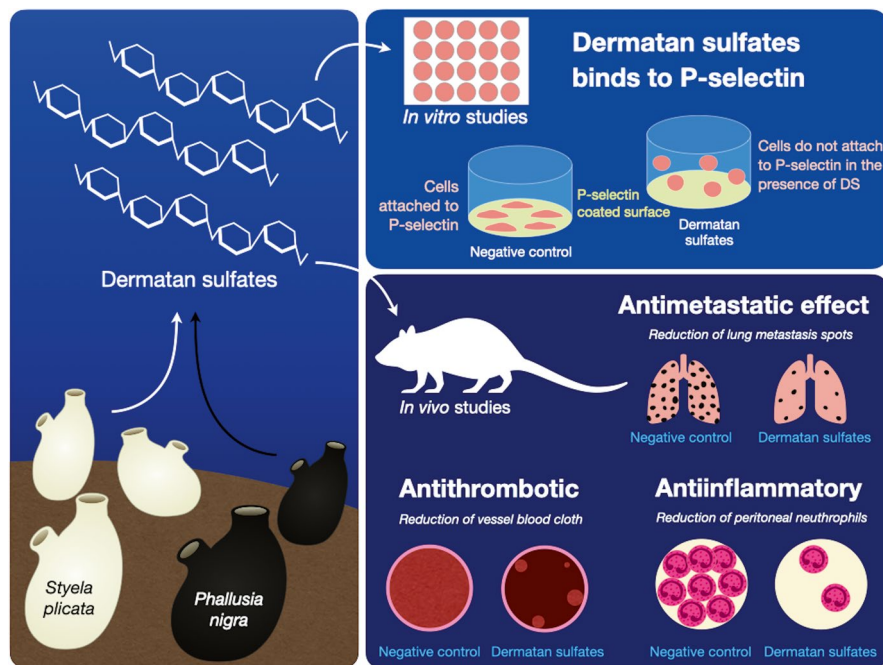 Dermatan sulfates
Styela
plicata
Phallusia
nigra
In vitro studies
Dermatan sulfates
binds to P-selectin
Cells
attached to
P-selectin
Negative control
P-selectin
coated surface
Dermatan
sulfates
Cells do not attach
to P-selectin in the
presence of DS
In vivo studies
Antimetastatic effect
Reduction of lung metastasis spots
Negative control
Dermatan sulfates
Antithrombotic
Reduction of vessel blood cloth
Negative control
Dermatan sulfates
Antiinflammatory
Reduction of peritoneal neuthrophils
Negative control
Dermatan sulfates